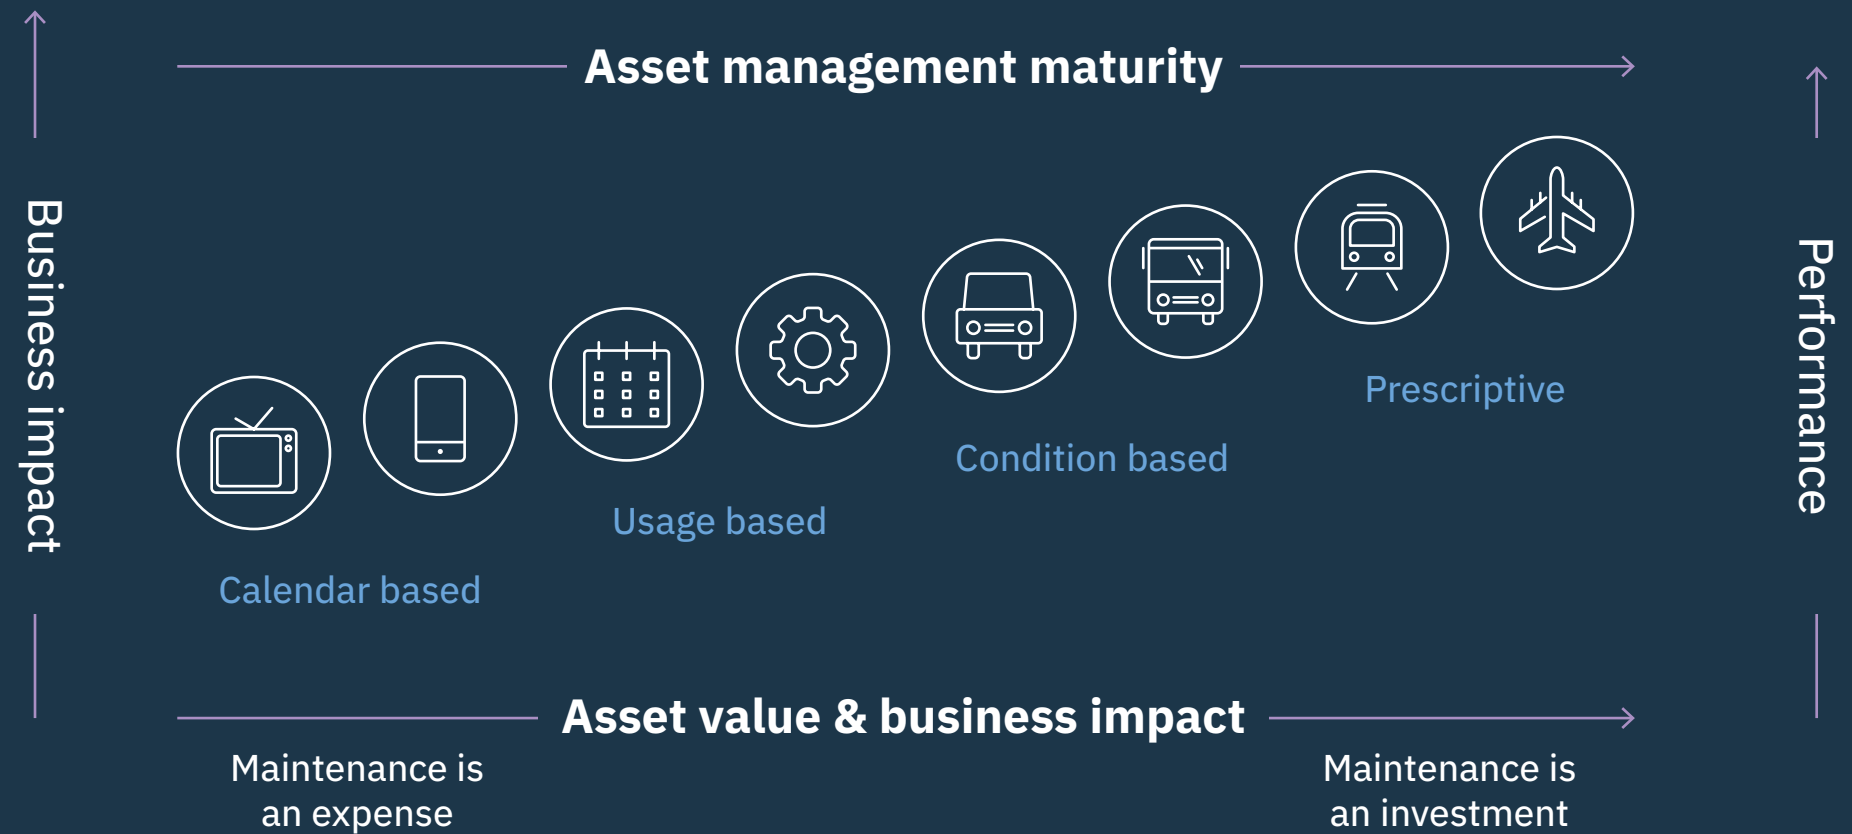 Asset management maturity
Business impact
Performance
Prescriptive
Condition based
Usage based
Calendar based
Asset value & business impact
Maintenance is
an expense
Maintenance is
an investment